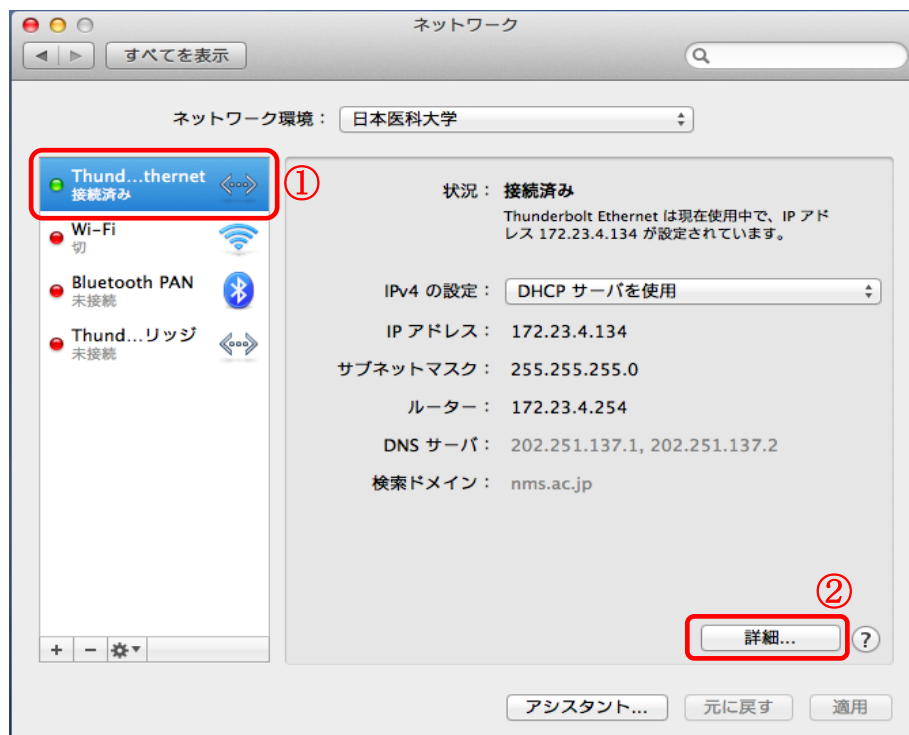 ネットワーク
すべてを表示
ネットワーク環境： 日本医科大学
Thund...thernet
接続済み
①
Wi-Fi
切
Bluetooth PAN
未接続
Thund...リッジ
未接続
状況： 接続済み
Thunderbolt Ethernet は現在使用中で、IP アド
レス 172.23.4.134 が設定されています。
IPv4 の設定： DHCP サーバを使用
IP アドレス： 172.23.4.134
サブネットマスク： 255.255.255.0
ルーター： 172.23.4.254
DNS サーバ： 202.251.137.1, 202.251.137.2
検索ドメイン： nms.ac.jp
②
詳細... ?
+ −
アシスタント... 元に戻す 適用